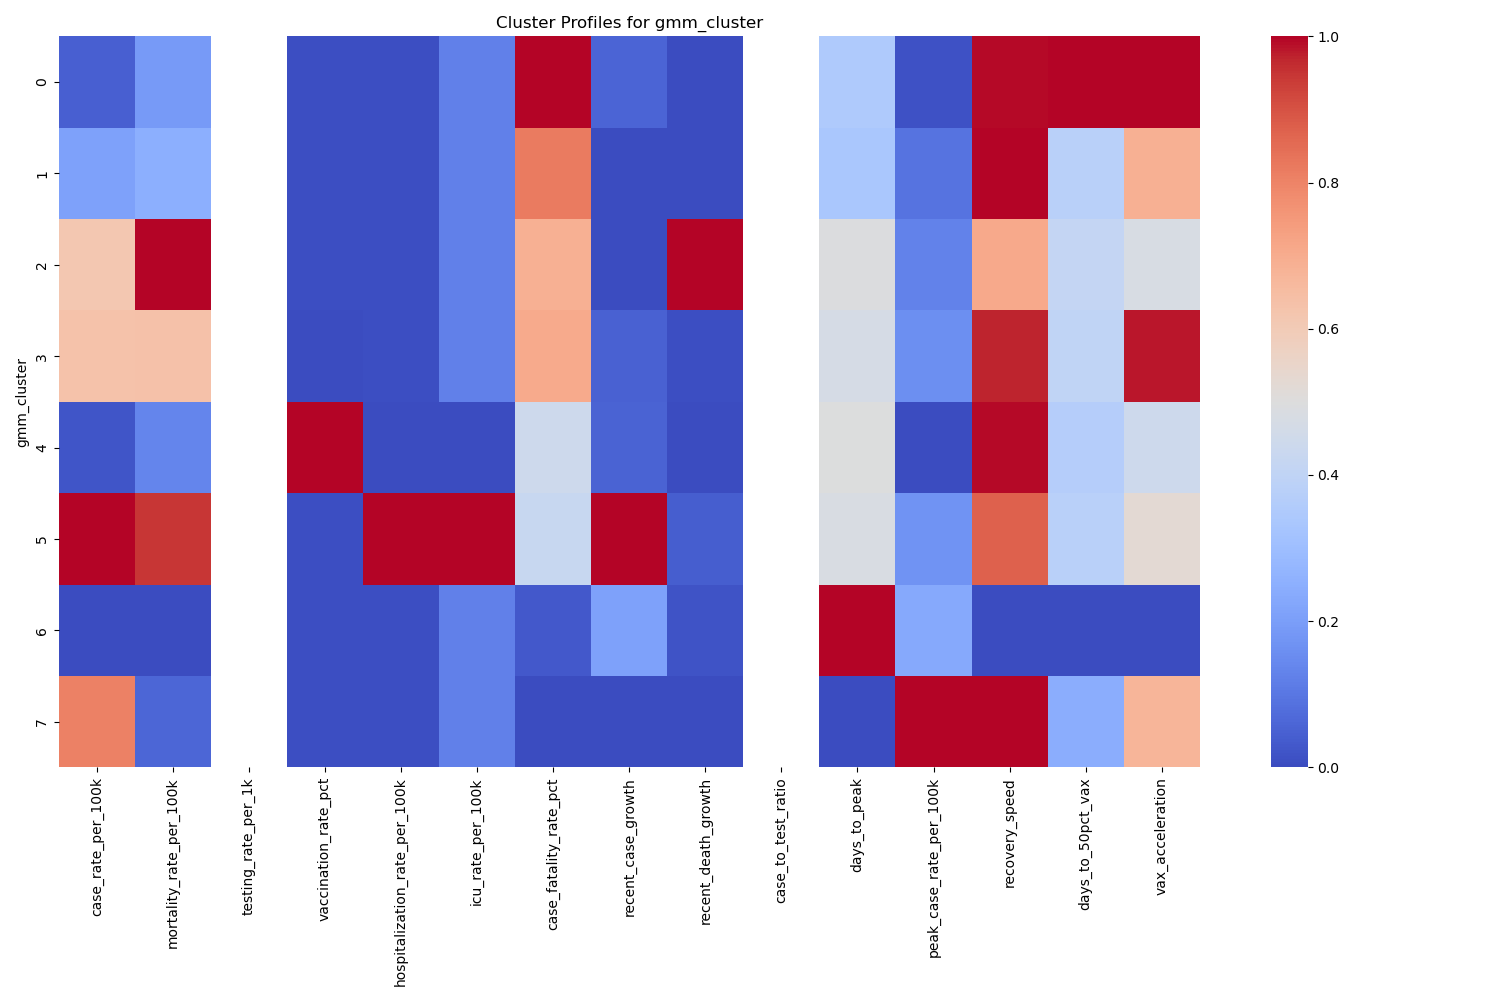 Cluster Profiles for gmm_cluster
gmm_cluster
0
1
2
3
4
5
6
7
case_rate_per_100k
mortality_rate_per_100k
testing_rate_per_1k
vaccination_rate_pct
hospitalization_rate_per_100k
icu_rate_per_100k
case_fatality_rate_pct
recent_case_growth
recent_death_growth
case_to_test_ratio
days_to_peak
peak_case_rate_per_100k
recovery_speed
days_to_50pct_vax
vax_acceleration
1.0
0.8
0.6
0.4
0.2
0.0